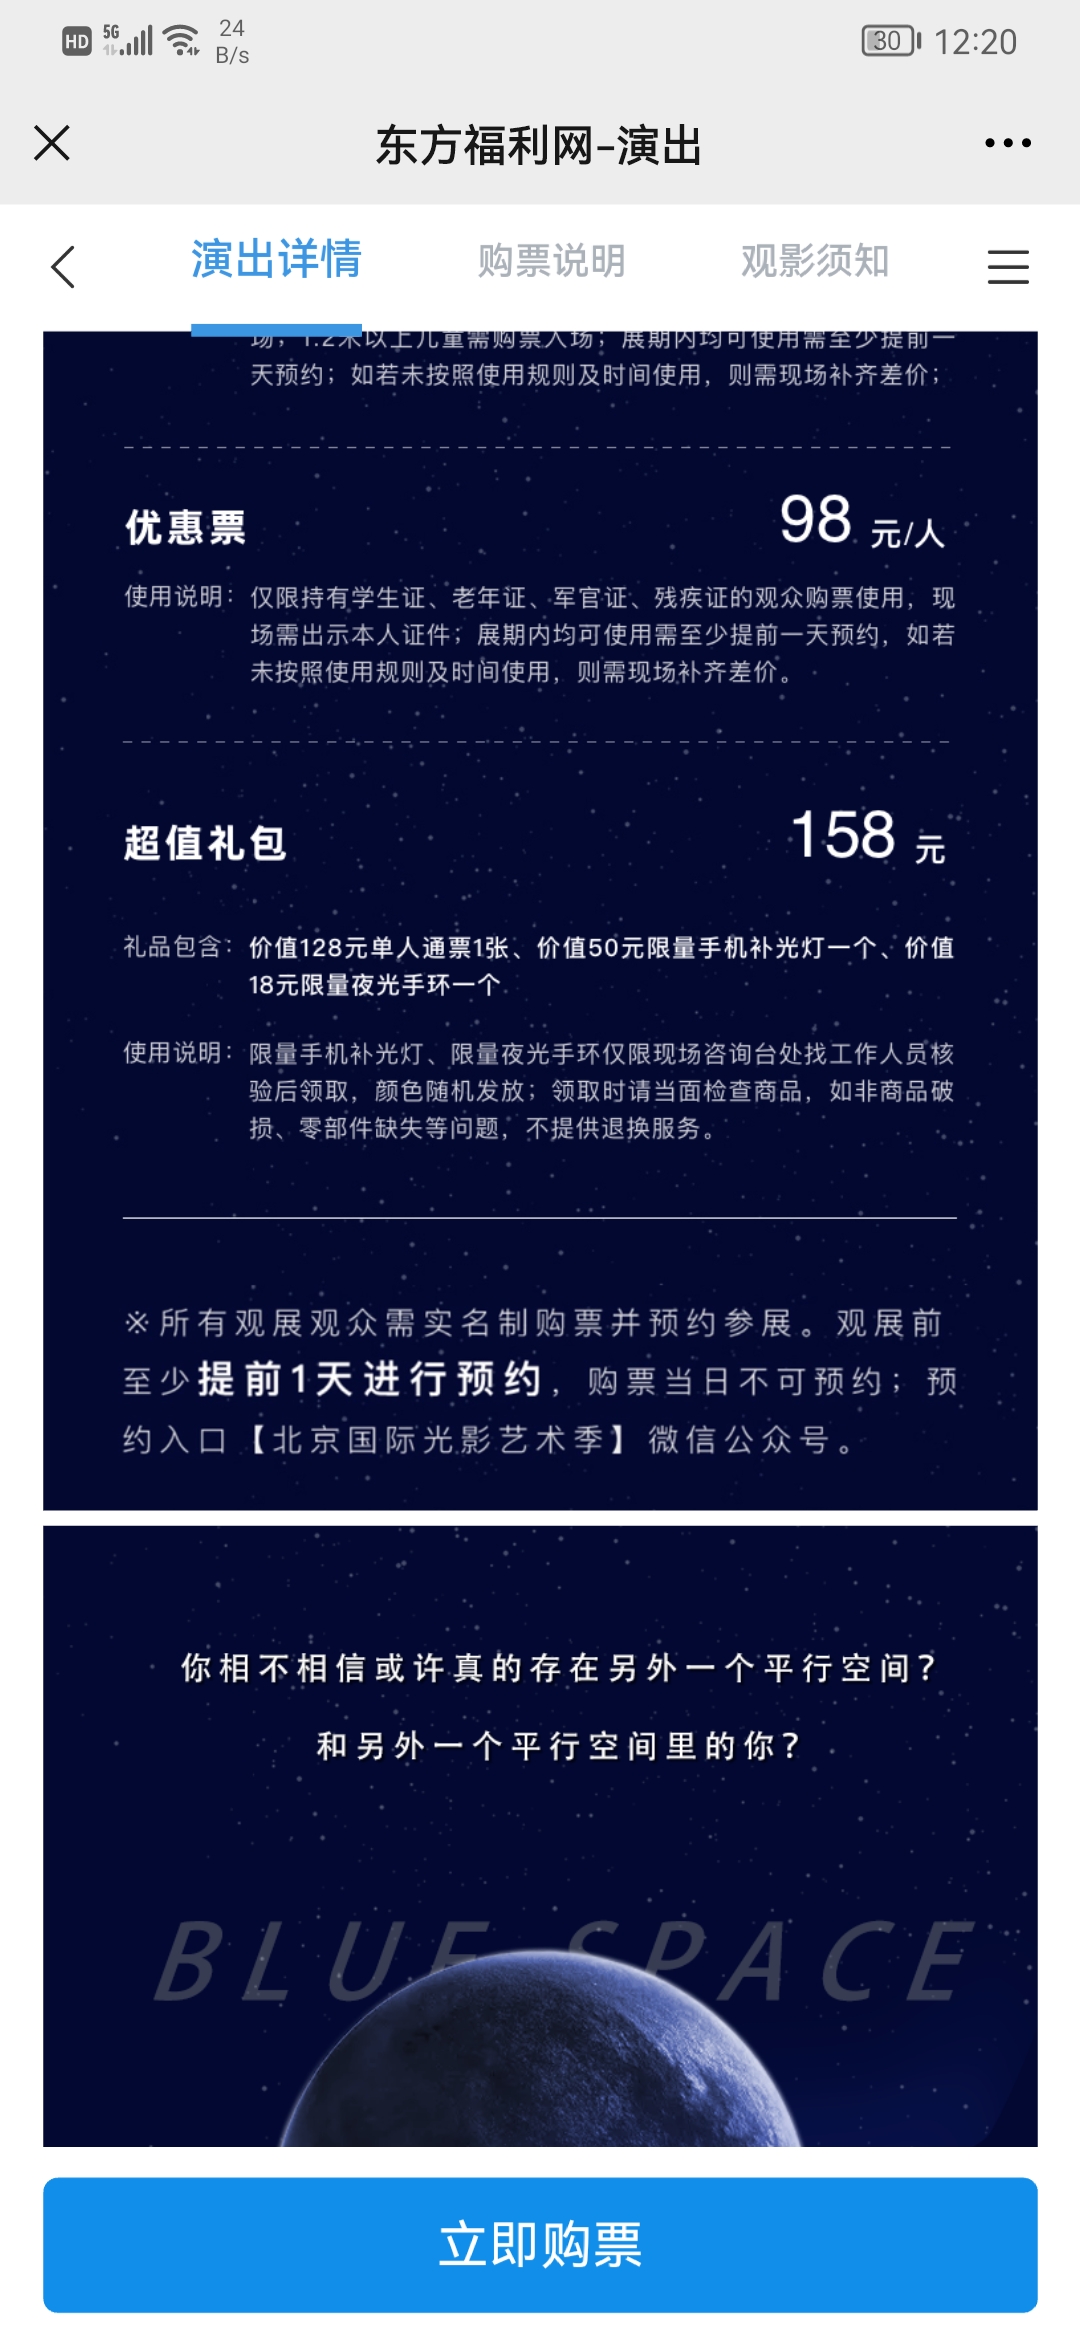 HD 5G 24 B/s 30 12:20
东方福利网-演出
演出详情 购票说明 观影须知
场；1.2米以上儿童需购票入场；展期内均可使用需至少提前一
天预约；如若未按照使用规则及时间使用，则需现场补齐差价；
优惠票 98 元/人
使用说明：仅限持有学生证、老年证、军官证、残疾证的观众购票使用，现
场需出示本人证件；展期内均可使用需至少提前一天预约，如若
未按照使用规则及时间使用，则需现场补齐差价。
超值礼包 158 元
礼品包含：价值128元单人通票1张、价值50元限量手机补光灯一个、价值
18元限量夜光手环一个
使用说明：限量手机补光灯、限量夜光手环仅限现场咨询台处找工作人员核
验后领取，颜色随机发放；领取时请当面检查商品，如非商品破
损、零部件缺失等问题，不提供退换服务。
※所有观展观众需实名制购票并预约参展。观展前
至少提前1天进行预约，购票当日不可预约；预
约入口【北京国际光影艺术季】微信公众号。
你相不相信或许真的存在另外一个平行空间？
和另外一个平行空间里的你？
BLUE SPACE
立即购票